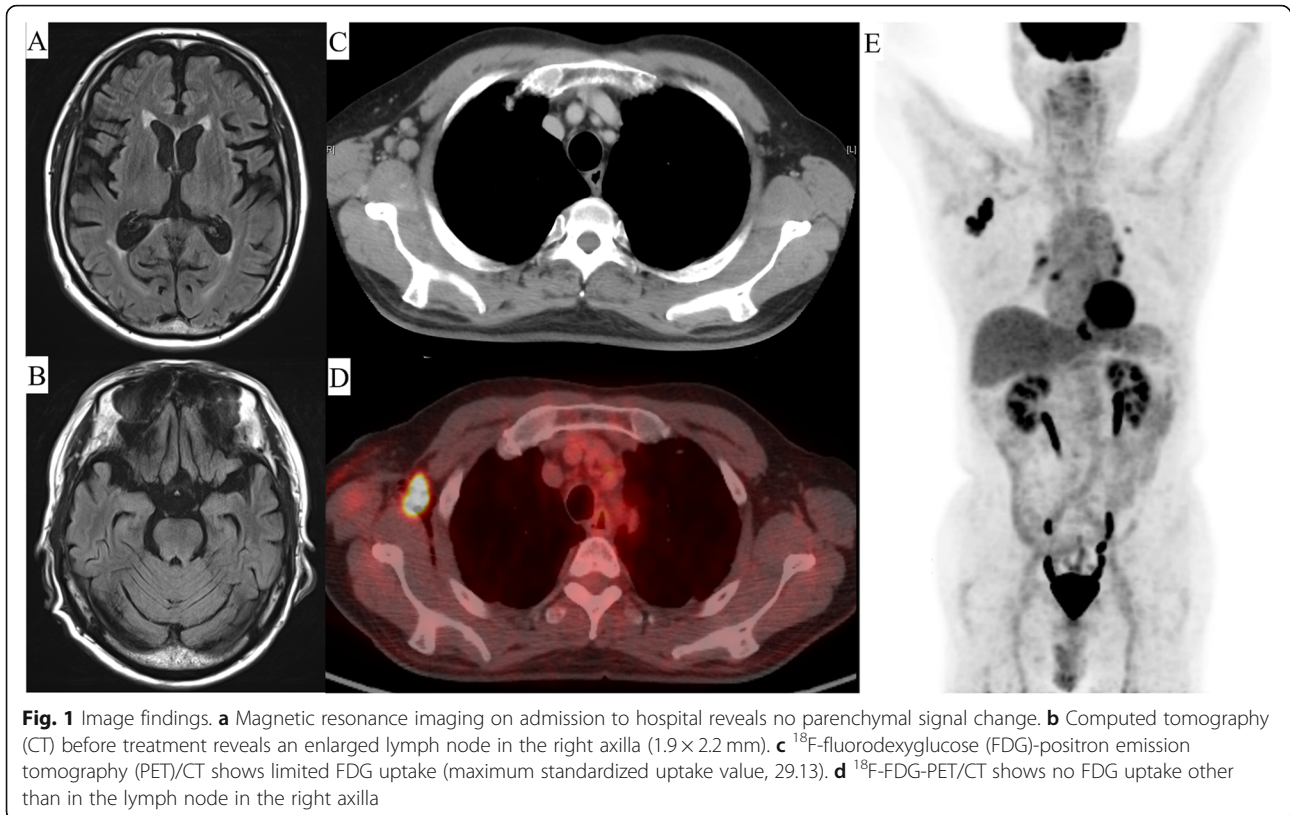 A
C
E
[R]
[L]
B
D
Fig. 1 Image findings. a Magnetic resonance imaging on admission to hospital reveals no parenchymal signal change. b Computed tomography
(CT) before treatment reveals an enlarged lymph node in the right axilla (1.9 × 2.2 mm). c 18F-fluorodexyglucose (FDG)-positron emission
tomography (PET)/CT shows limited FDG uptake (maximum standardized uptake value, 29.13). d 18F-FDG-PET/CT shows no FDG uptake other
than in the lymph node in the right axilla